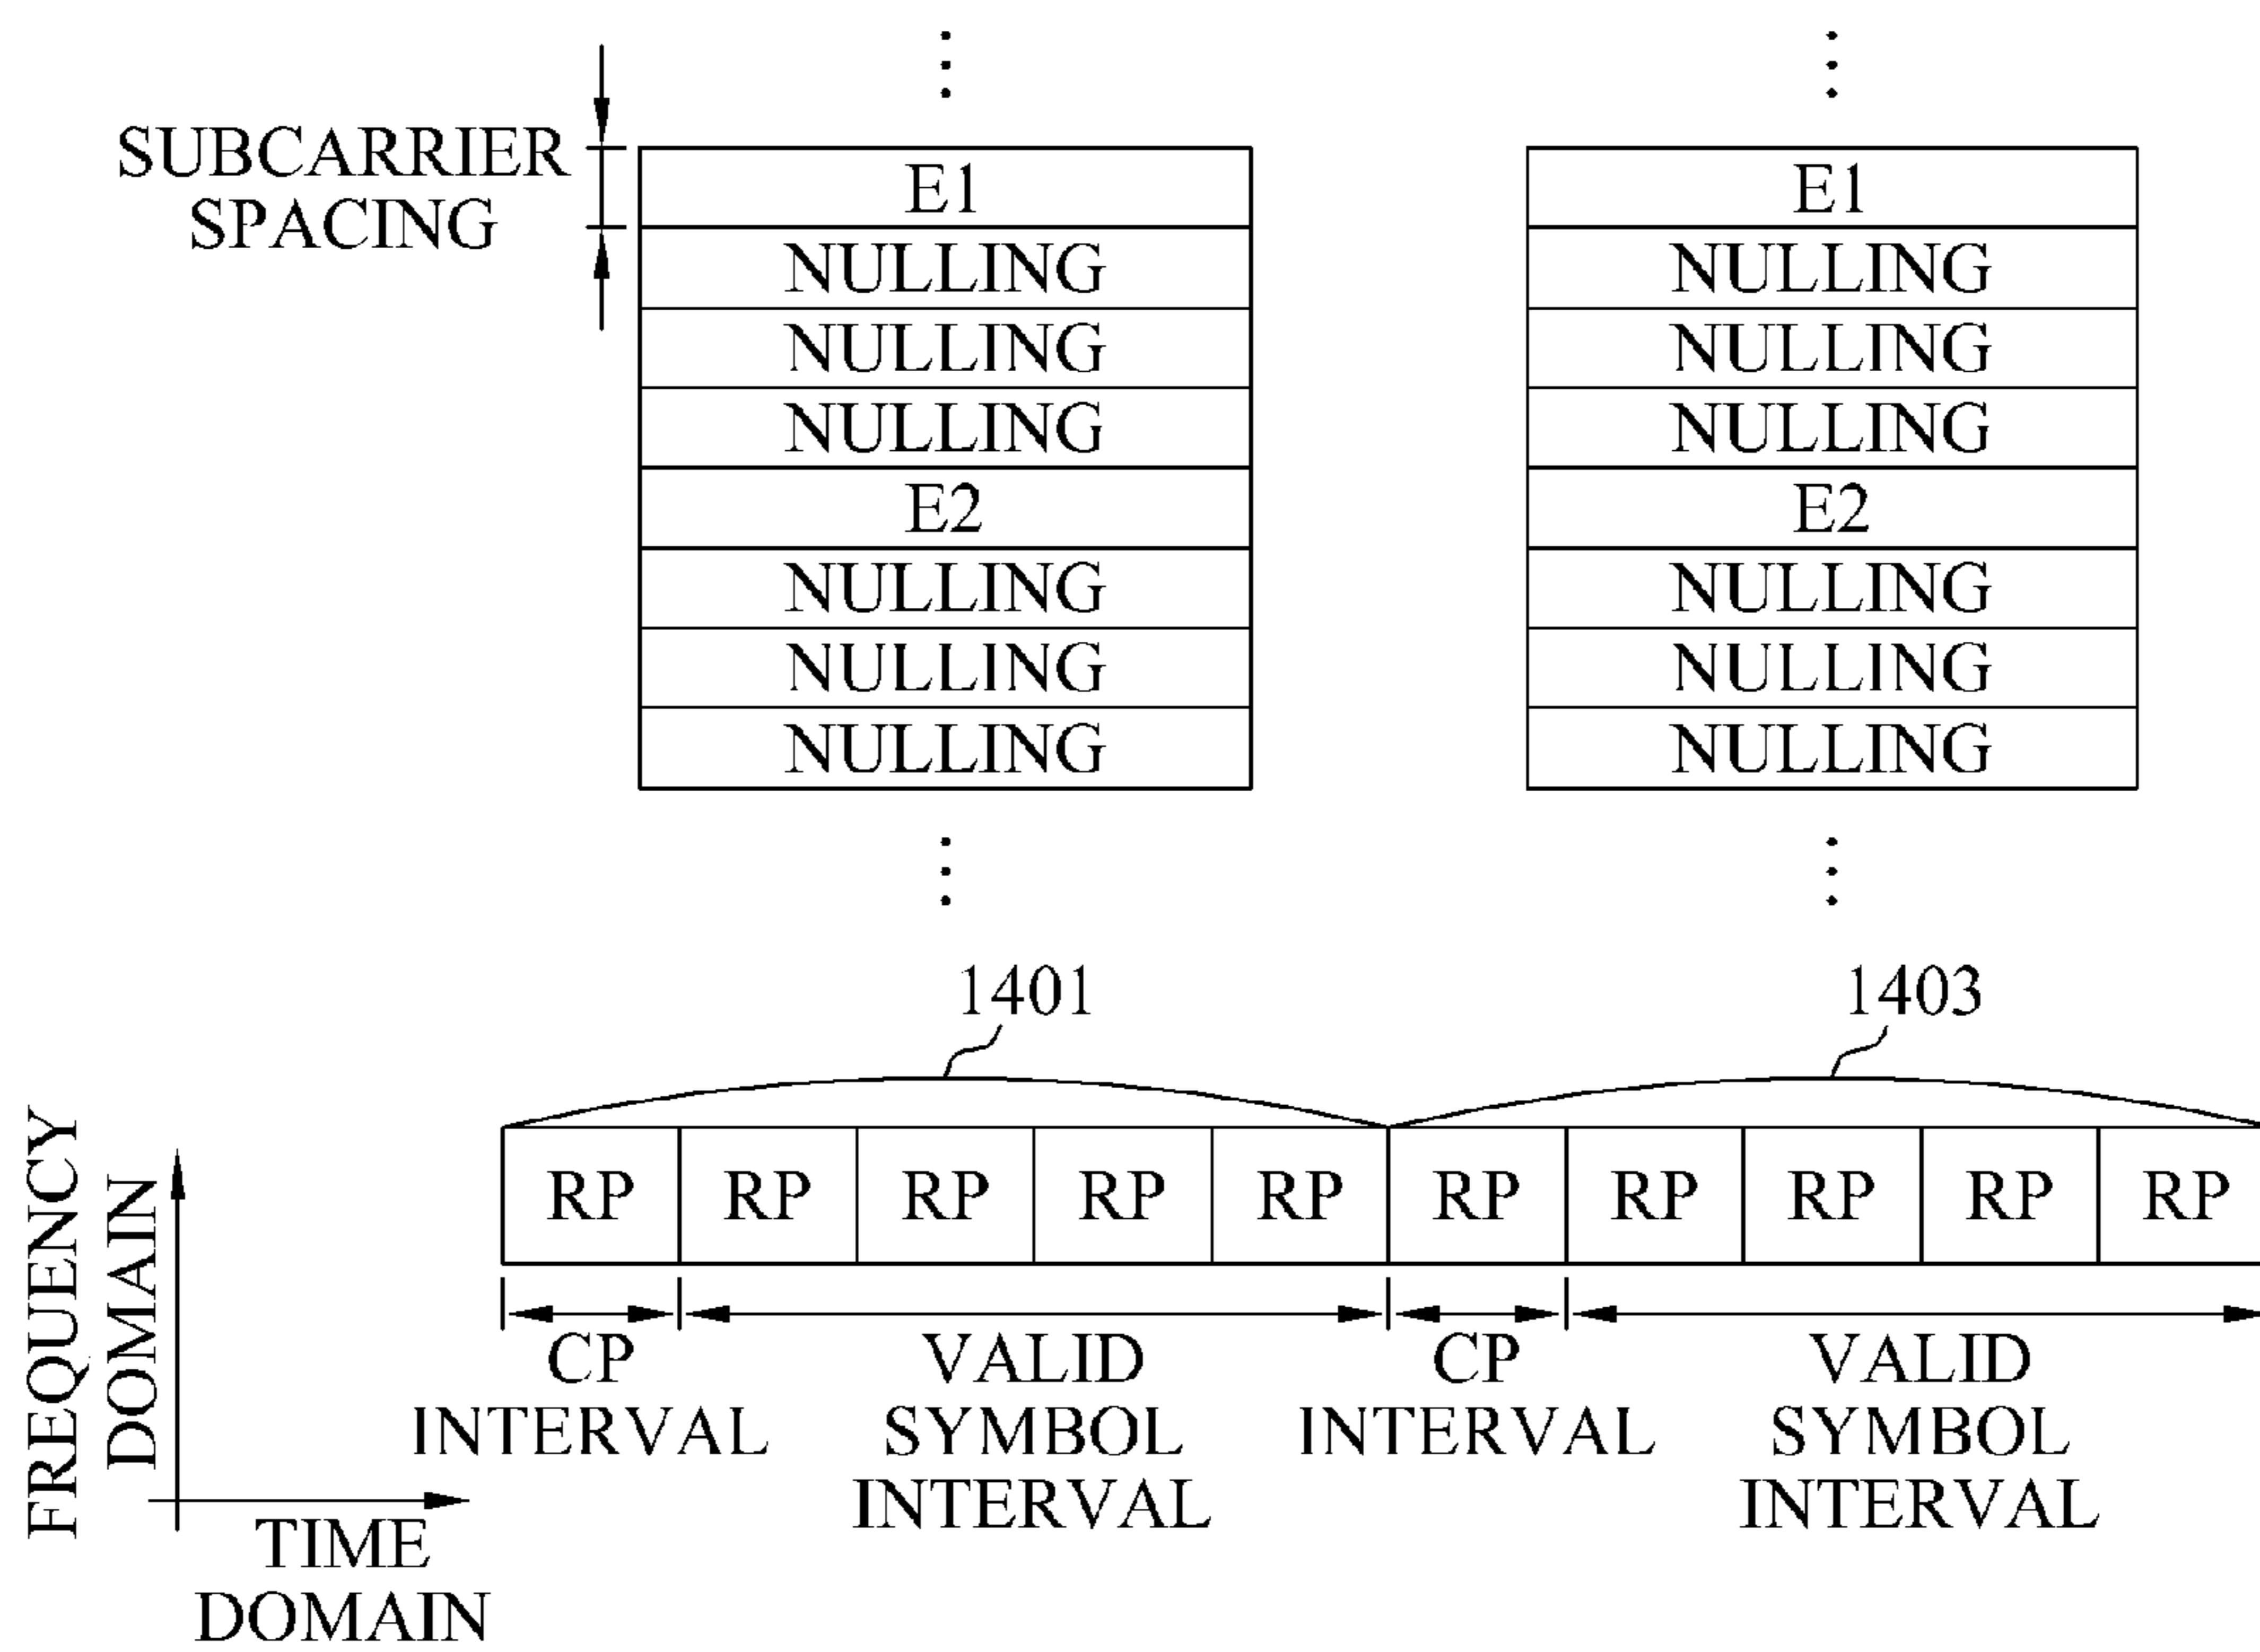 SUBCARRIER
SPACING
E1
NULLING
NULLING
NULLING
E2
NULLING
NULLING
NULLING
E1
NULLING
NULLING
NULLING
E2
NULLING
NULLING
NULLING
1401
1403
RP RP RP RP RP RP RP RP RP RP
CP
INTERVAL
VALID
SYMBOL
INTERVAL
CP
INTERVAL
VALID
SYMBOL
INTERVAL
FREQUENCY
DOMAIN
TIME
DOMAIN